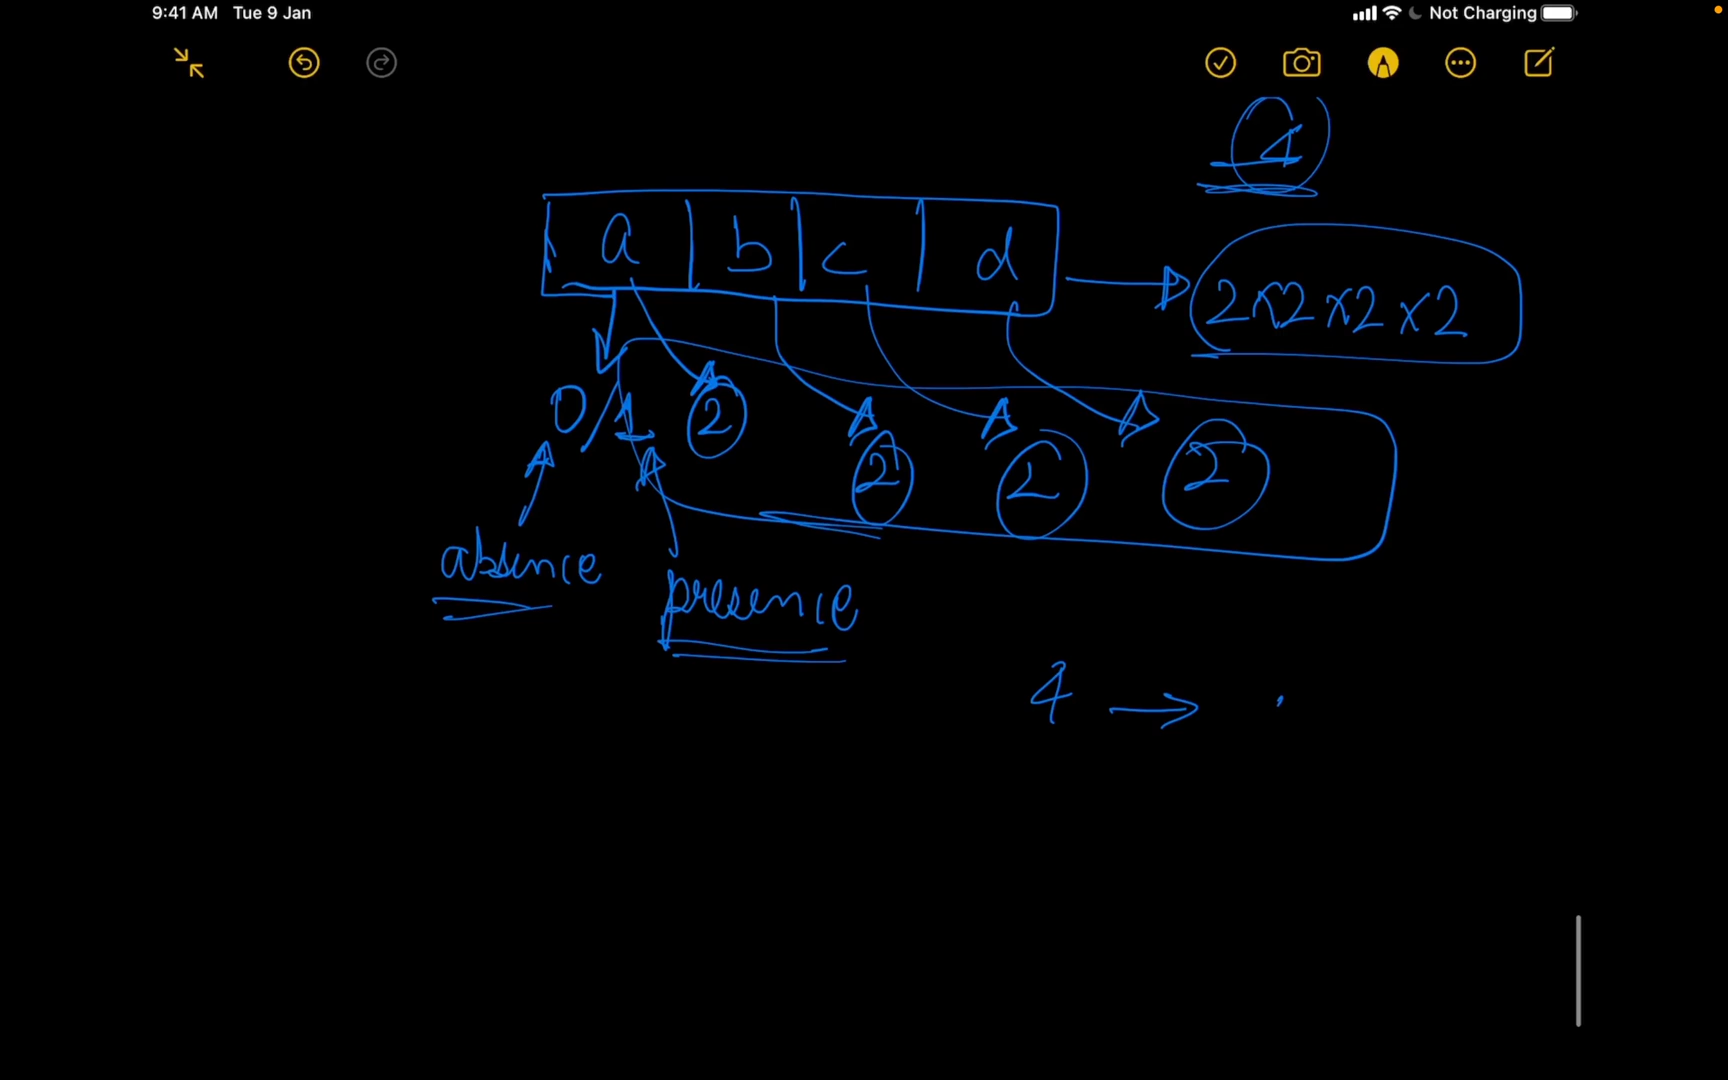 9:41 AM Tue 9 Jan
Not Charging
4
a b c d
2 × 2 × 2 × 2
0/1 2 2 2 2
absence
presence
4 →